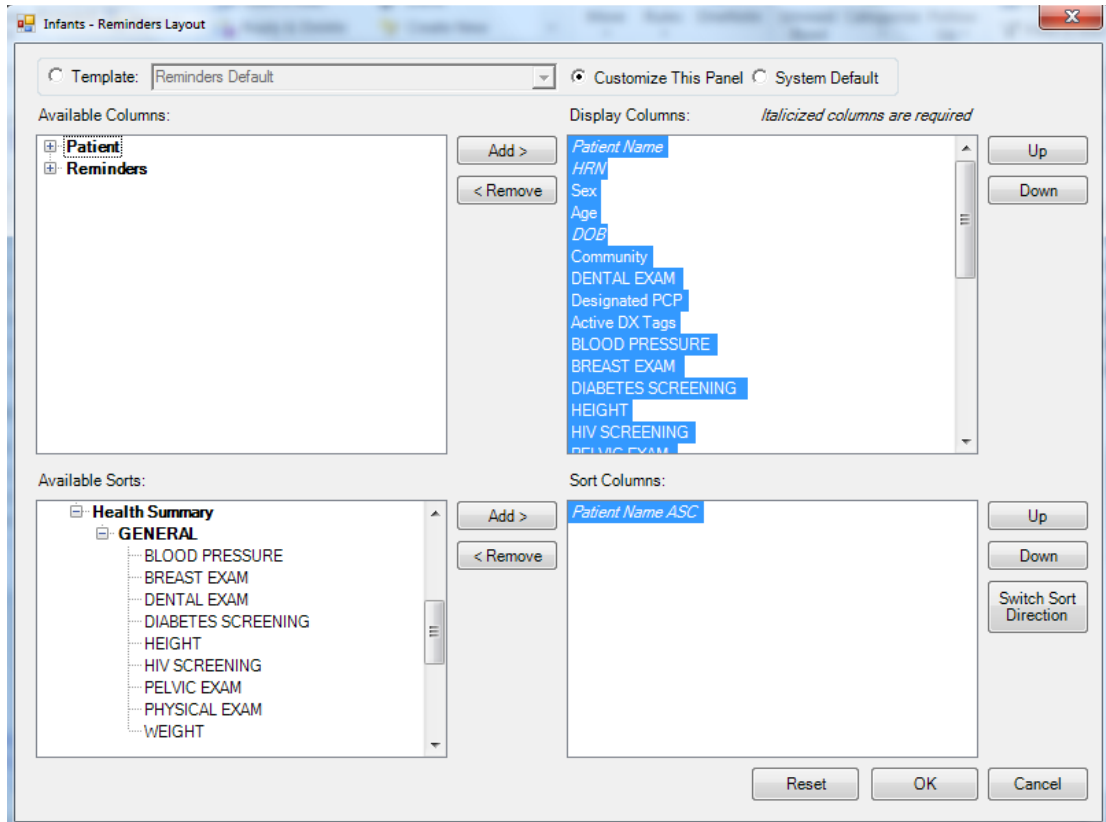 Infants - Reminders Layout
Template: Reminders Default Customize This Panel System Default
Available Columns:
Patient
Reminders
Add >
< Remove
Display Columns: Italicized columns are required
Patient Name
HRN
Sex
Age
DOB
Community
DENTAL EXAM
Designated PCP
Active DX Tags
BLOOD PRESSURE
BREAST EXAM
DIABETES SCREENING
HEIGHT
HIV SCREENING
PELVIC EXAM
Up
Down
Available Sorts:
Health Summary
GENERAL
BLOOD PRESSURE
BREAST EXAM
DENTAL EXAM
DIABETES SCREENING
HEIGHT
HIV SCREENING
PELVIC EXAM
PHYSICAL EXAM
WEIGHT
Add >
< Remove
Sort Columns:
Patient Name ASC
Up
Down
Switch Sort
Direction
Reset OK Cancel